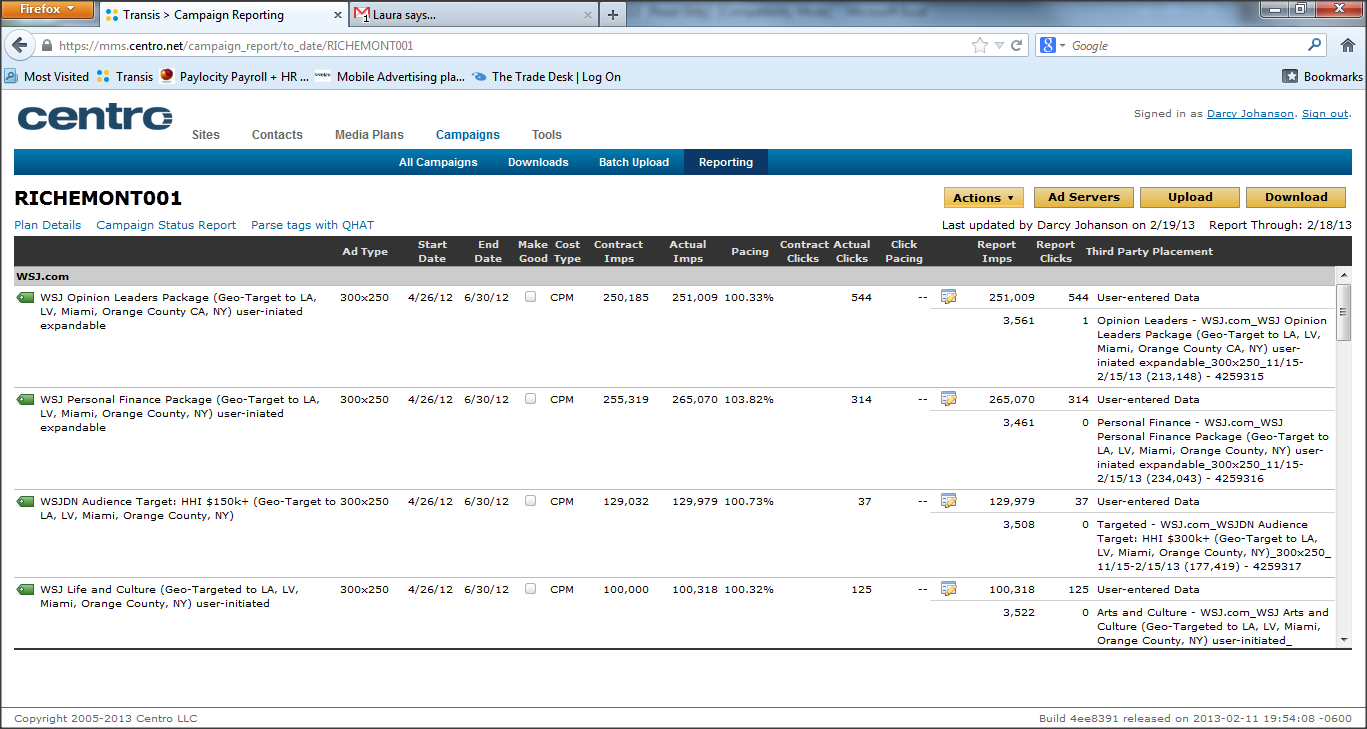 Firefox
Transis > Campaign Reporting
Laura says...
https://mms.centro.net/campaign_report/to_date/RICHEMONT001
Google
Most Visited Transis Paylocity Payroll + HR ... Mobile Advertising pla... The Trade Desk | Log On Bookmarks
centro
Signed in as Darcy Johanson. Sign out.
Sites Contacts Media Plans Campaigns Tools
All Campaigns Downloads Batch Upload Reporting
RICHEMONT001
Actions Ad Servers Upload Download
Plan Details Campaign Status Report Parse tags with QHAT
Last updated by Darcy Johanson on 2/19/13 Report Through: 2/18/13
Ad Type Start Date End Date Make Good Cost Type Contract Imps Actual Imps Pacing Contract Clicks Actual Clicks Click Pacing Report Imps Report Clicks Third Party Placement
WSJ.com
WSJ Opinion Leaders Package (Geo-Target to LA, 300x250 4/26/12 6/30/12 CPM 250,185 251,009 100.33% 544 -- 251,009 544 User-entered Data
LV, Miami, Orange County CA, NY) user-iniated
expandable
3,561 1 Opinion Leaders - WSJ.com_WSJ Opinion
Leaders Package (Geo-Target to LA, LV,
Miami, Orange County CA, NY) user-
iniated expandable_300x250_11/15-
2/15/13 (213,148) - 4259315
WSJ Personal Finance Package (Geo-Target to LA, 300x250 4/26/12 6/30/12 CPM 255,319 265,070 103.82% 314 -- 265,070 314 User-entered Data
LV, Miami, Orange County, NY) user-iniated
expandable
3,461 0 Personal Finance - WSJ.com_WSJ
Personal Finance Package (Geo-Target to
LA, LV, Miami, Orange County, NY) user-
iniated expandable_300x250_11/15-
2/15/13 (234,043) - 4259316
WSJDN Audience Target: HHI $150k+ (Geo-Target to 300x250 4/26/12 6/30/12 CPM 129,032 129,979 100.73% 37 -- 129,979 37 User-entered Data
LA, LV, Miami, Orange County, NY)
3,508 0 Targeted - WSJ.com_WSJDN Audience
Target: HHI $300k+ (Geo-Target to LA,
LV, Miami, Orange County, NY)_300x250_
11/15-2/15/13 (177,419) - 4259317
WSJ Life and Culture (Geo-Targeted to LA, LV, 300x250 4/26/12 6/30/12 CPM 100,000 100,318 100.32% 125 -- 100,318 125 User-entered Data
Miami, Orange County, NY) user-initiated
3,522 0 Arts and Culture - WSJ.com_WSJ Arts and
Culture (Geo-Targeted to LA, LV, Miami,
Orange County, NY) user-initiated_
Copyright 2005-2013 Centro LLC
Build 4ee8391 released on 2013-02-11 19:54:08 -0600